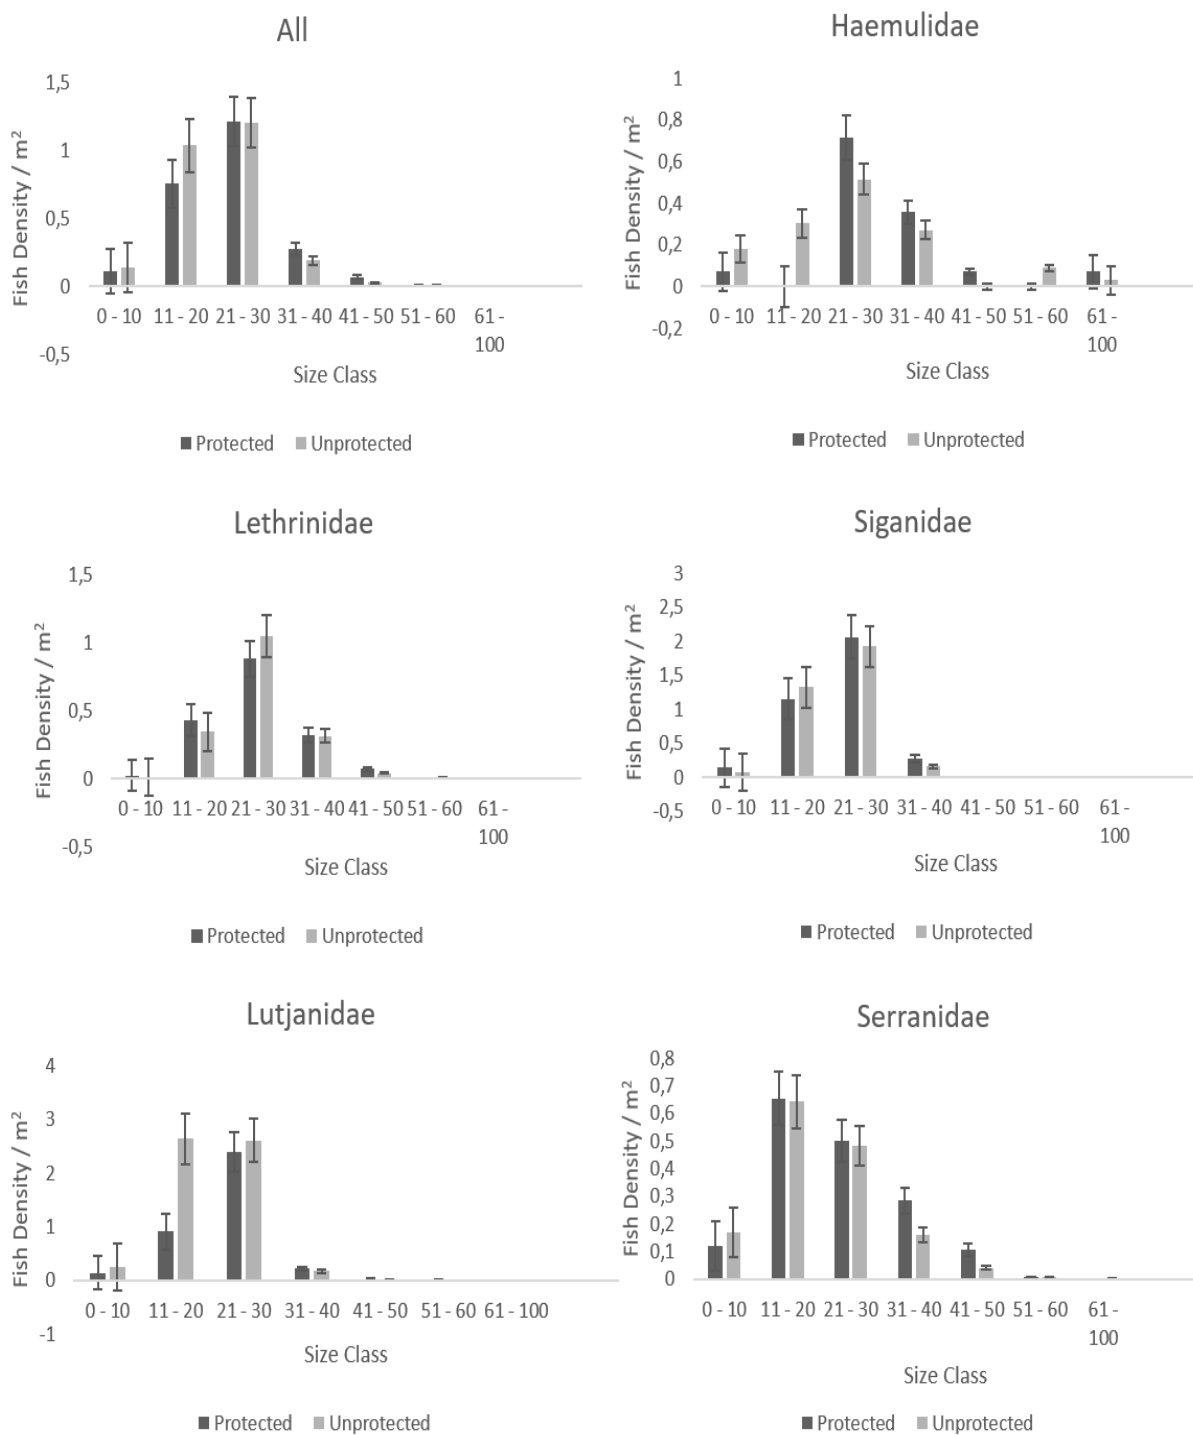 All
Fish Density / m²
1,5
1
0,5
0
-0,5
0 - 10 11 - 20 21 - 30 31 - 40 41 - 50 51 - 60 61 -
100
Size Class
Protected Unprotected
Haemulidae
Fish Density / m²
1
0,8
0,6
0,4
0,2
0
-0,2
0 - 10 11 - 20 21 - 30 31 - 40 41 - 50 51 - 60 61 -
100
Size Class
Protected Unprotected
Lethrinidae
Fish Density / m²
1,5
1
0,5
0
-0,5
0 - 10 11 - 20 21 - 30 31 - 40 41 - 50 51 - 60 61 -
100
Size Class
Protected Unprotected
Siganidae
Fish Density / m²
3
2,5
2
1,5
1
0,5
0
-0,5
0 - 10 11 - 20 21 - 30 31 - 40 41 - 50 51 - 60 61 -
100
Size Class
Protected Unprotected
Lutjanidae
Fish Density / m²
4
3
2
1
0
-1
0 - 10 11 - 20 21 - 30 31 - 40 41 - 50 51 - 60 61 - 100
Size Class
Protected Unprotected
Serranidae
Fish Density / m²
0,8
0,7
0,6
0,5
0,4
0,3
0,2
0,1
0
0 - 10 11 - 20 21 - 30 31 - 40 41 - 50 51 - 60 61 -
100
Size Class
Protected Unprotected